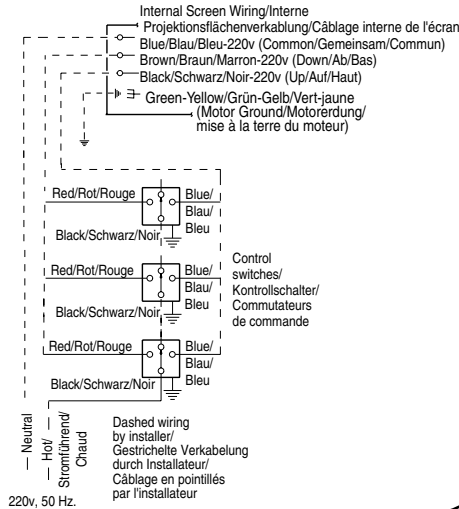 Internal Screen Wiring/Interne
Projektionsflächenverkablung/Câblage interne de l'écran
Blue/Blau/Bleu-220v (Common/Gemeinsam/Commun)
Brown/Braun/Marron-220v (Down/Ab/Bas)
Black/Schwarz/Noir-220v (Up/Auf/Haut)
Green-Yellow/Grün-Gelb/Vert-jaune
(Motor Ground/Motorerdung/
mise à la terre du moteur)
Red/Rot/Rouge
Blue/
Blau/
Bleu
Black/Schwarz/Noir
Red/Rot/Rouge
Blue/
Blau/
Bleu
Black/Schwarz/Noir
Control
switches/
Kontrollschalter/
Commutateurs
de commande
Red/Rot/Rouge
Blue/
Blau/
Bleu
Black/Schwarz/Noir
Neutral
Hot/
Stromführend/
Chaud
220v, 50 Hz.
Dashed wiring
by installer/
Gestrichelte Verkabelung
durch Installateur/
Câblage en pointillés
par l'installateur